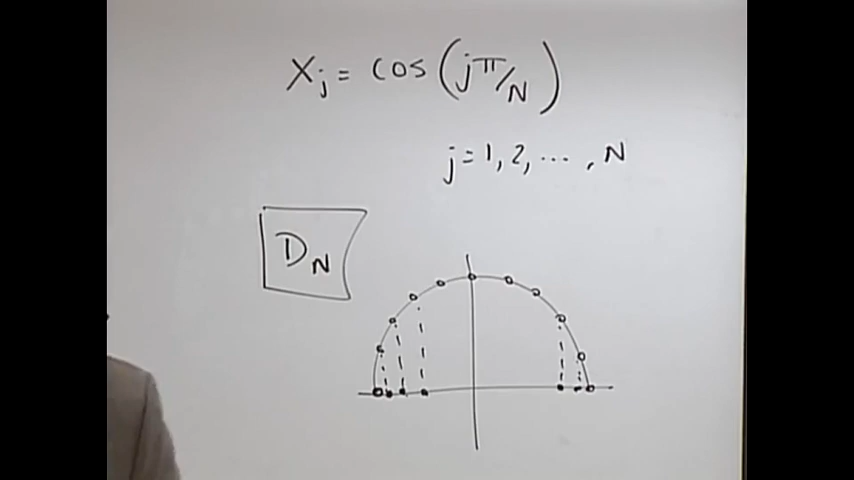 Xj = cos (jπ/N)
j = 1, 2, ... , N
DN